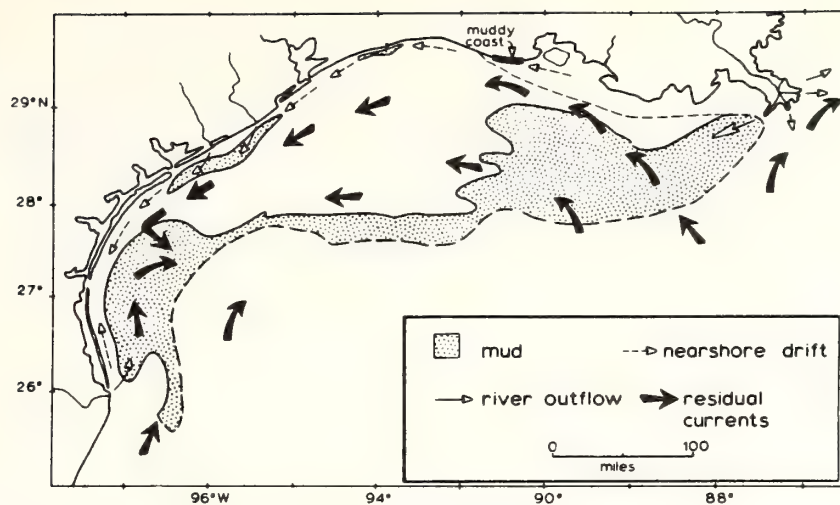 muddy
coast
29°N
28°
27°
26°
mud
nearshore drift
river outflow
residual
currents
0 100
miles
96°W 94° 90° 88°